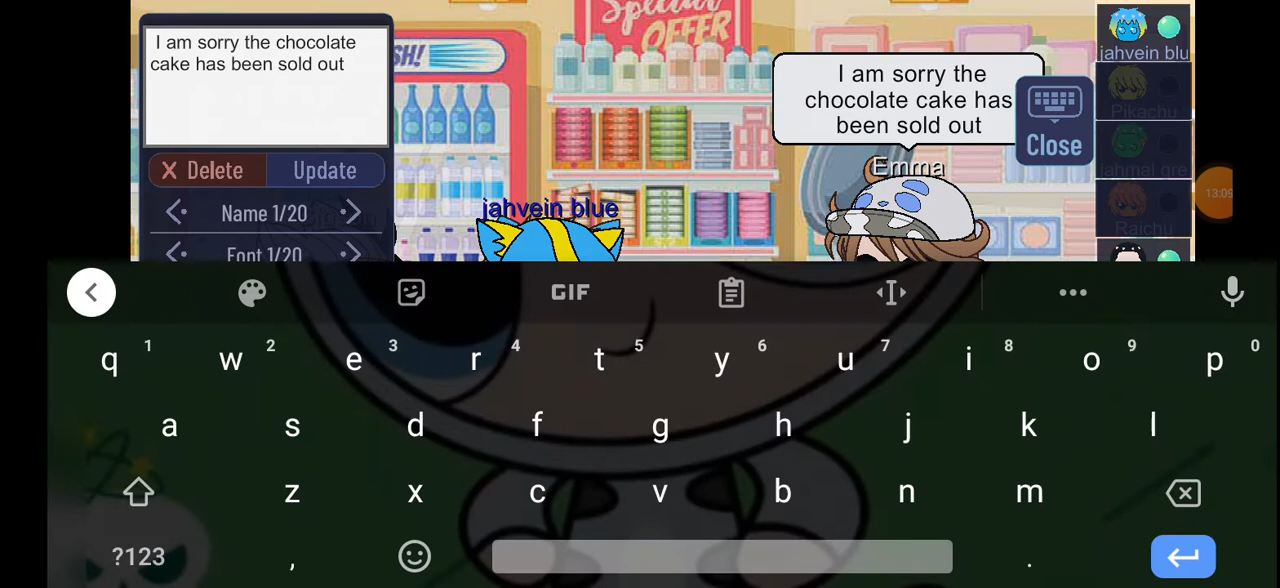 I am sorry the chocolate
cake has been sold out
X Delete
Update
Name 1/20
Font 1/20
SH!
Special
OFFER
I am sorry the
chocolate cake has
been sold out
Emma
jahvein blue
Close
jahvein blu
Pikachu
jahmal gre
Raichu
13:09
GIF
q 1 w 2 e 3 r 4 t 5 y 6 u 7 i 8 o 9 p 0
a s d f g h j k l
z x c v b n m
?123 , .